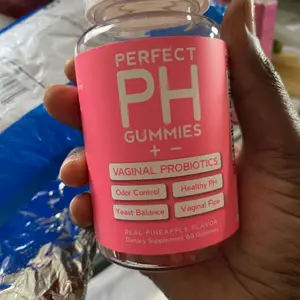 PERFECT
PH
GUMMIES
+ −
VAGINAL PROBIOTICS
Odor Control
Healthy PH
Yeast Balance
Vaginal Flow
REAL PINEAPPLE FLAVOR
Dietary Supplement 60 Gummies